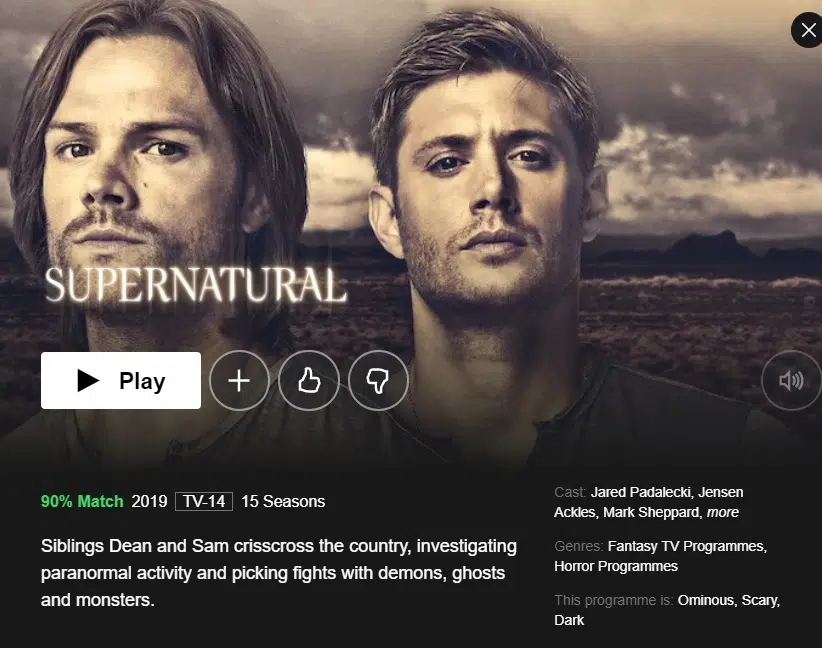 SUPERNATURAL
Play
90% Match 2019 TV-14 15 Seasons
Siblings Dean and Sam crisscross the country, investigating
paranormal activity and picking fights with demons, ghosts
and monsters.
Cast: Jared Padalecki, Jensen
Ackles, Mark Sheppard, more
Genres: Fantasy TV Programmes,
Horror Programmes
This programme is: Ominous, Scary,
Dark